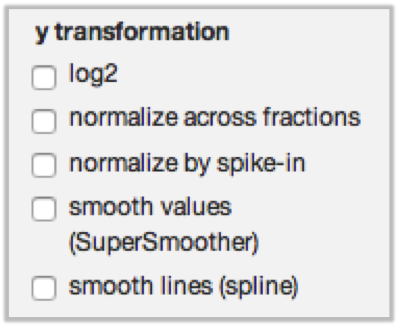 y transformation
log2
normalize across fractions
normalize by spike-in
smooth values
(SuperSmoother)
smooth lines (spline)